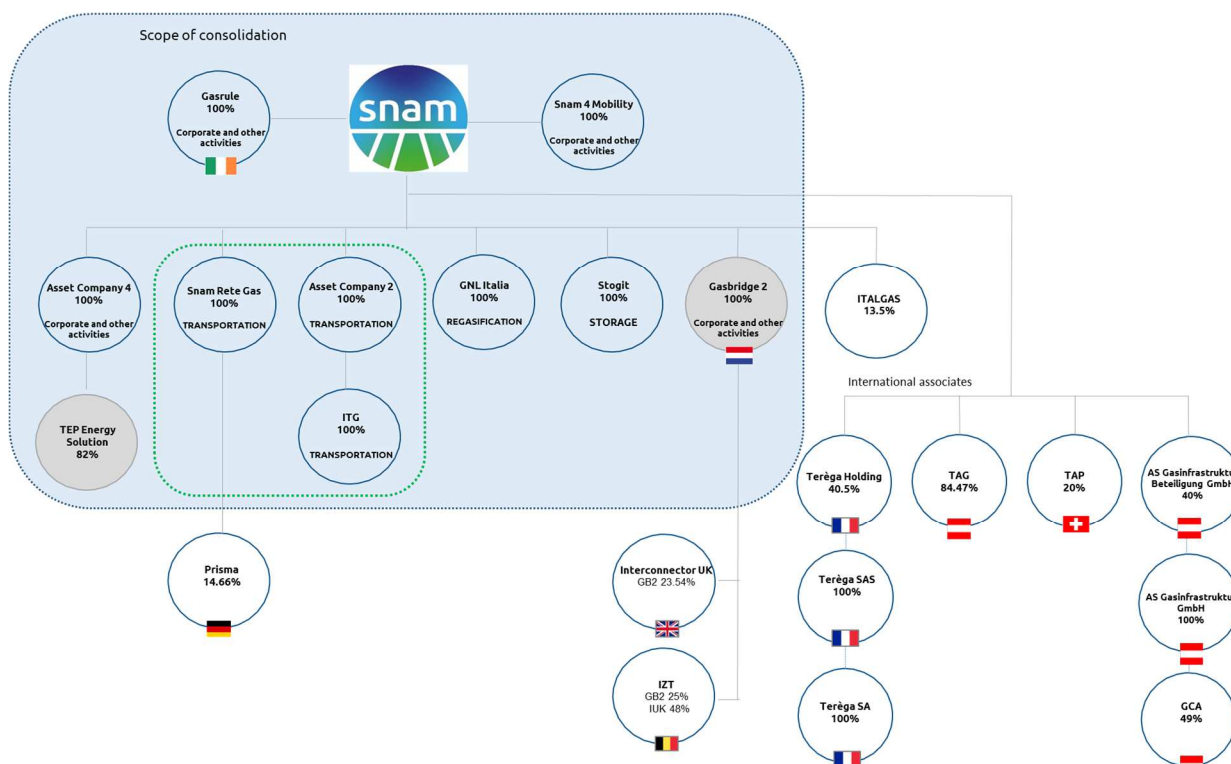 Scope of consolidation
Gasrule
100%
Corporate and other
activities
snam
Snam 4 Mobility
100%
Corporate and other
activities
Asset Company 4
100%
Corporate and other
activities
Snam Rete Gas
100%
TRANSPORTATION
Asset Company 2
100%
TRANSPORTATION
GNL Italia
100%
REGASIFICATION
Stogit
100%
STORAGE
Gasbridge 2
100%
Corporate and other
activities
ITALGAS
13.5%
International associates
TEP Energy
Solution
82%
ITG
100%
TRANSPORTATION
Terèga Holding
40.5%
TAG
84.47%
TAP
20%
AS Gasinfrastruktu
Beteiligung GmbH
40%
Prisma
14.66%
Interconnector UK
GB2 23.54%
Terèga SAS
100%
AS Gasinfrastruktu
GmbH
100%
IZT
GB2 25%
IUK 48%
Terèga SA
100%
GCA
49%